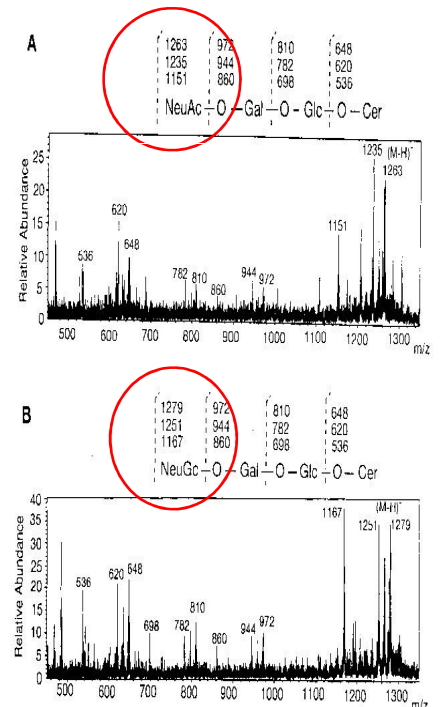 A
1263 972 810 648
1235 944 782 620
1151 860 698 536
NeuAc-O-Gal-O-Glc-O-Cer
Relative Abundance
25
20
15
10
5
0
536
620
648
782
810
860
944
972
1151
1235
(M-H)⁻
1263
500 600 700 800 900 1000 1100 1200 1300
m/z
B
1279 972 810 648
1251 944 782 620
1167 860 698 536
NeuGc-O-Gal-O-Glc-O-Cer
Relative Abundance
40
35
30
25
20
15
10
5
0
536
620
648
698
782
810
860
944
972
1167
1251
(M-H)⁻
1279
500 600 700 800 900 1000 1100 1200 1300
m/z